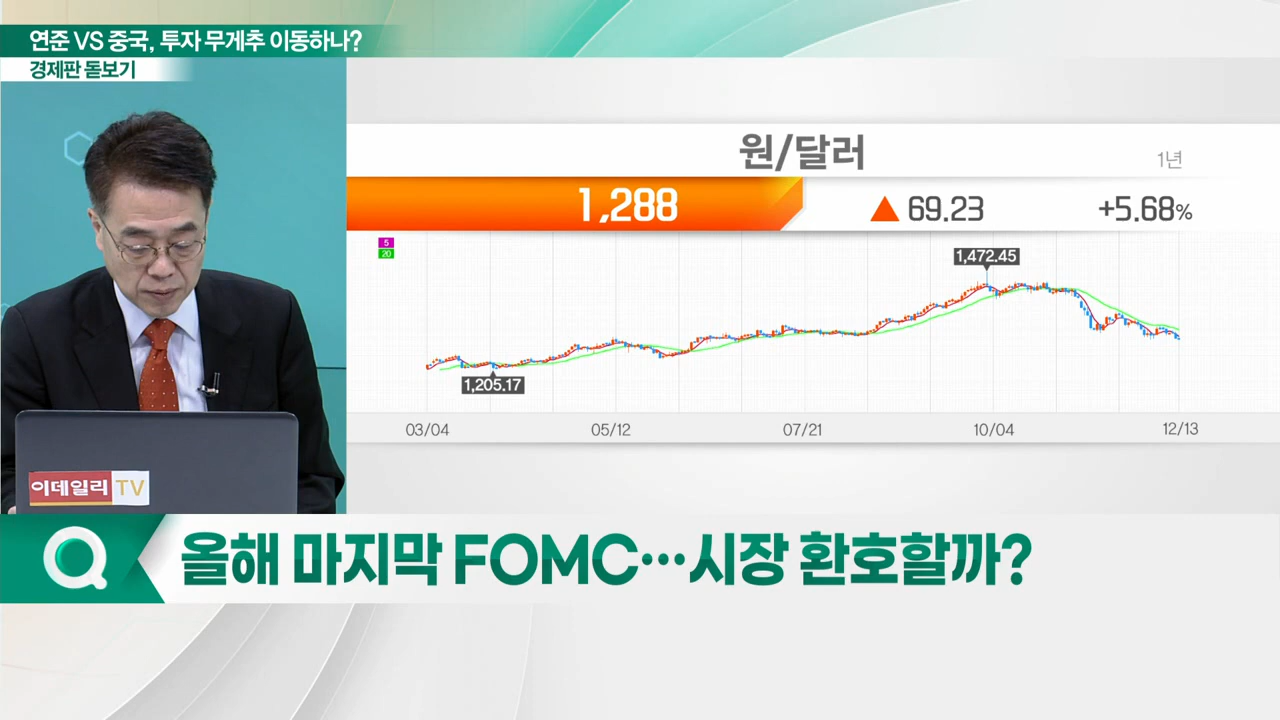 연준 VS 중국, 투자 무게추 이동하나?
경제판 돋보기
원/달러
1년
1,288
▲ 69.23
+5.68%
5
20
1,472.45
1,205.17
03/04
05/12
07/21
10/04
12/13
이데일리 TV
올해 마지막 FOMC…시장 환호할까?